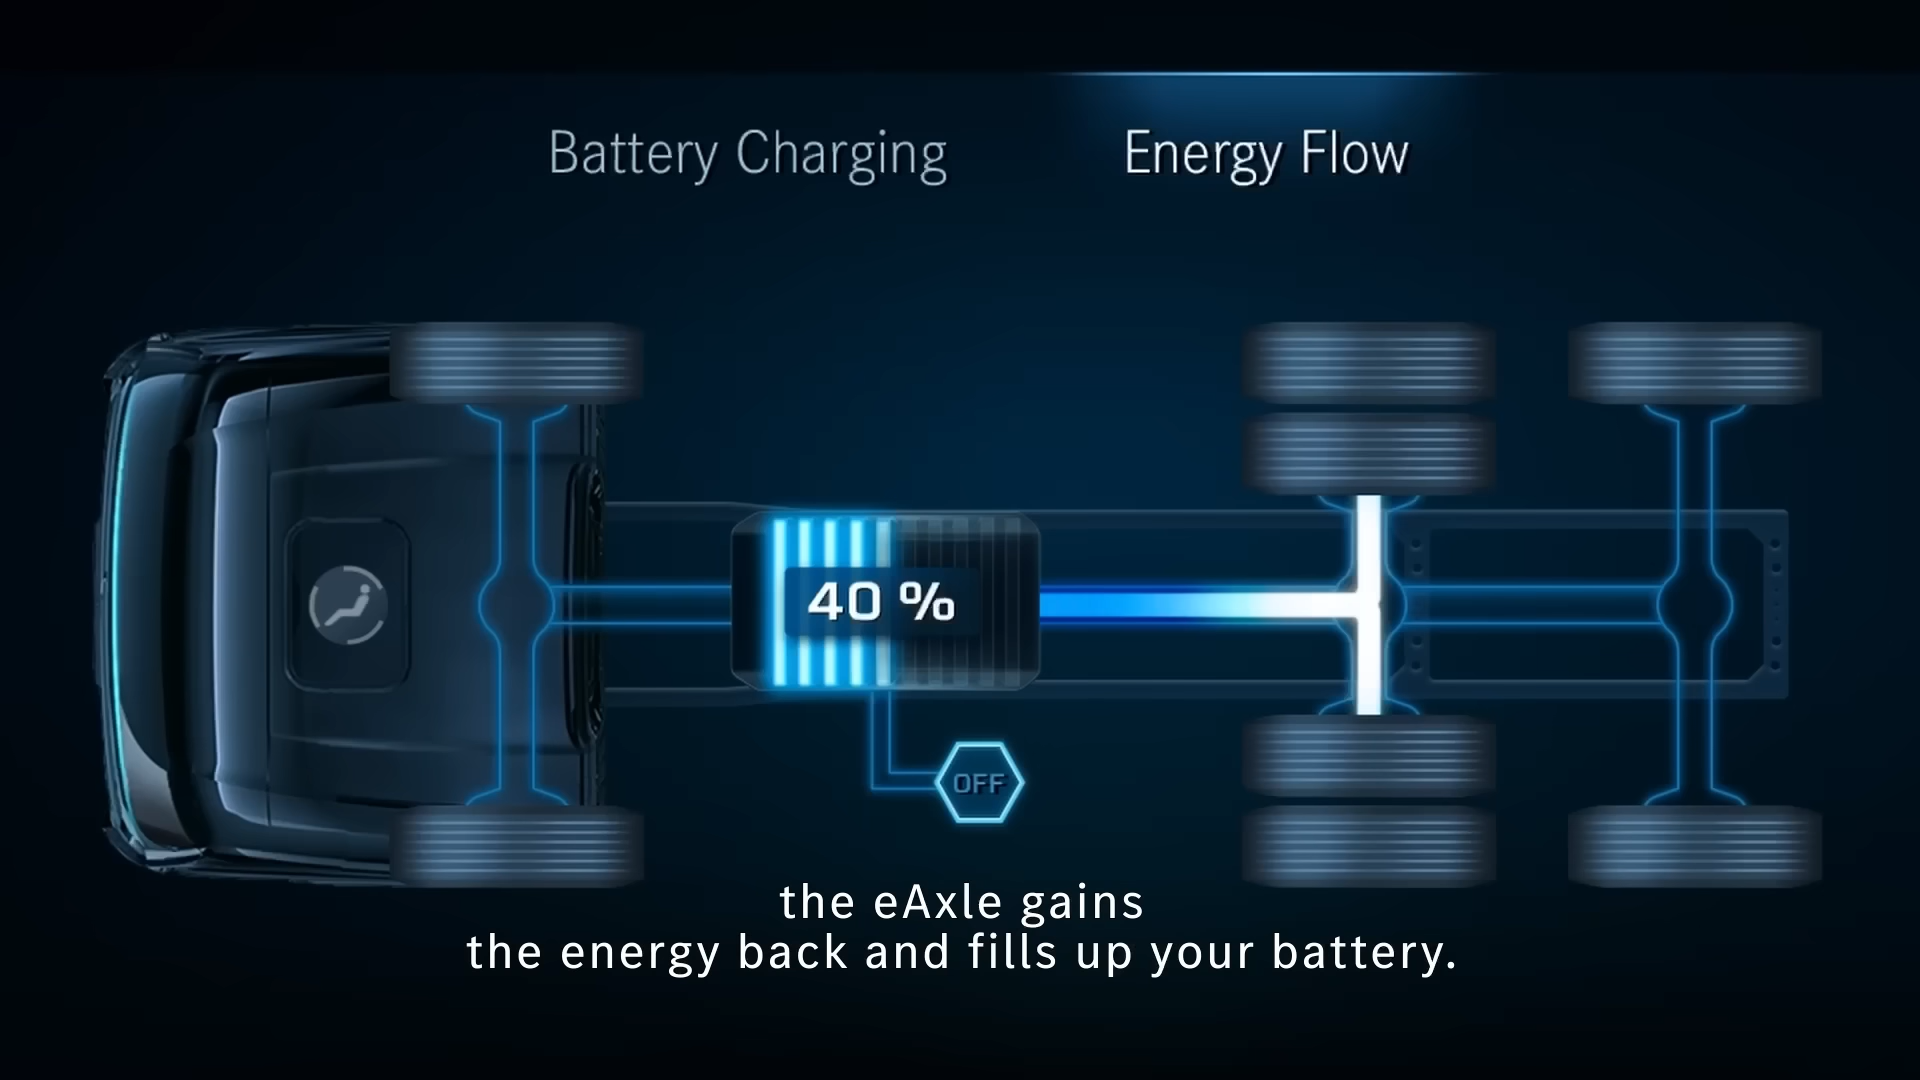 Battery Charging
Energy Flow
40 %
OFF
the eAxle gains
the energy back and fills up your battery.